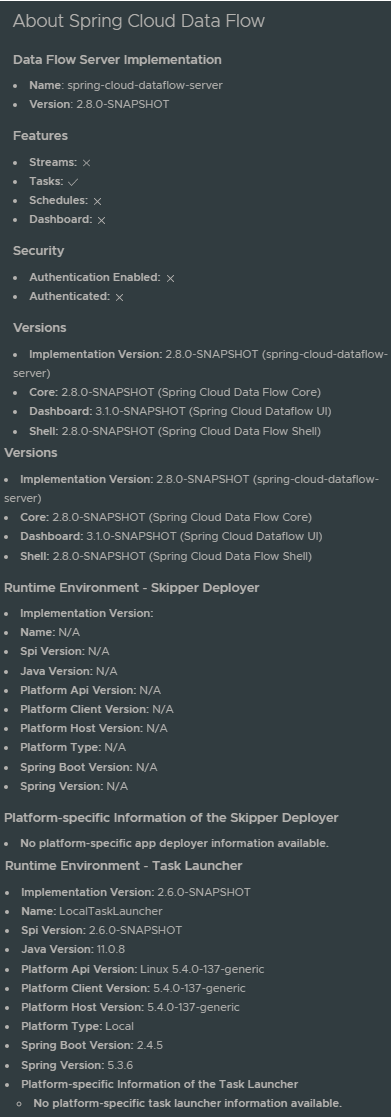 About Spring Cloud Data Flow
Data Flow Server Implementation
• Name: spring-cloud-dataflow-server
• Version: 2.8.0-SNAPSHOT
Features
• Streams: ×
• Tasks: ✓
• Schedules: ×
• Dashboard: ×
Security
• Authentication Enabled: ×
• Authenticated: ×
Versions
• Implementation Version: 2.8.0-SNAPSHOT (spring-cloud-dataflow-
server)
• Core: 2.8.0-SNAPSHOT (Spring Cloud Data Flow Core)
• Dashboard: 3.1.0-SNAPSHOT (Spring Cloud Dataflow UI)
• Shell: 2.8.0-SNAPSHOT (Spring Cloud Data Flow Shell)
Versions
• Implementation Version: 2.8.0-SNAPSHOT (spring-cloud-dataflow-
server)
• Core: 2.8.0-SNAPSHOT (Spring Cloud Data Flow Core)
• Dashboard: 3.1.0-SNAPSHOT (Spring Cloud Dataflow UI)
• Shell: 2.8.0-SNAPSHOT (Spring Cloud Data Flow Shell)
Runtime Environment - Skipper Deployer
• Implementation Version:
• Name: N/A
• Spi Version: N/A
• Java Version: N/A
• Platform Api Version: N/A
• Platform Client Version: N/A
• Platform Host Version: N/A
• Platform Type: N/A
• Spring Boot Version: N/A
• Spring Version: N/A
Platform-specific Information of the Skipper Deployer
• No platform-specific app deployer information available.
Runtime Environment - Task Launcher
• Implementation Version: 2.6.0-SNAPSHOT
• Name: LocalTaskLauncher
• Spi Version: 2.6.0-SNAPSHOT
• Java Version: 11.0.8
• Platform Api Version: Linux 5.4.0-137-generic
• Platform Client Version: 5.4.0-137-generic
• Platform Host Version: 5.4.0-137-generic
• Platform Type: Local
• Spring Boot Version: 2.4.5
• Spring Version: 5.3.6
• Platform-specific Information of the Task Launcher
○ No platform-specific task launcher information available.